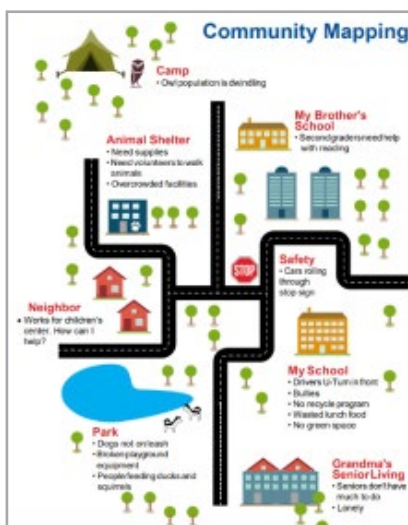 Community Mapping
Camp
• Owl population is dwindling
My Brother's
School
• Second graders need help
with reading
Animal Shelter
• Need supplies
• Need volunteers to walk
animals
• Overcrowded facilities
STOP
Safety
• Cars rolling
through
stop sign
Neighbor
• Works for children's
center. How can I
help?
My School
• Drivers U-Turn in front
• Bullies
• No recycle program
• Wasted lunch food
• No green space
Park
• Dogs not on leash
• Broken playground
equipment
• People feeding ducks and
squirrels
Grandma's
Senior Living
• Seniors don't have
much to do
• Lonely